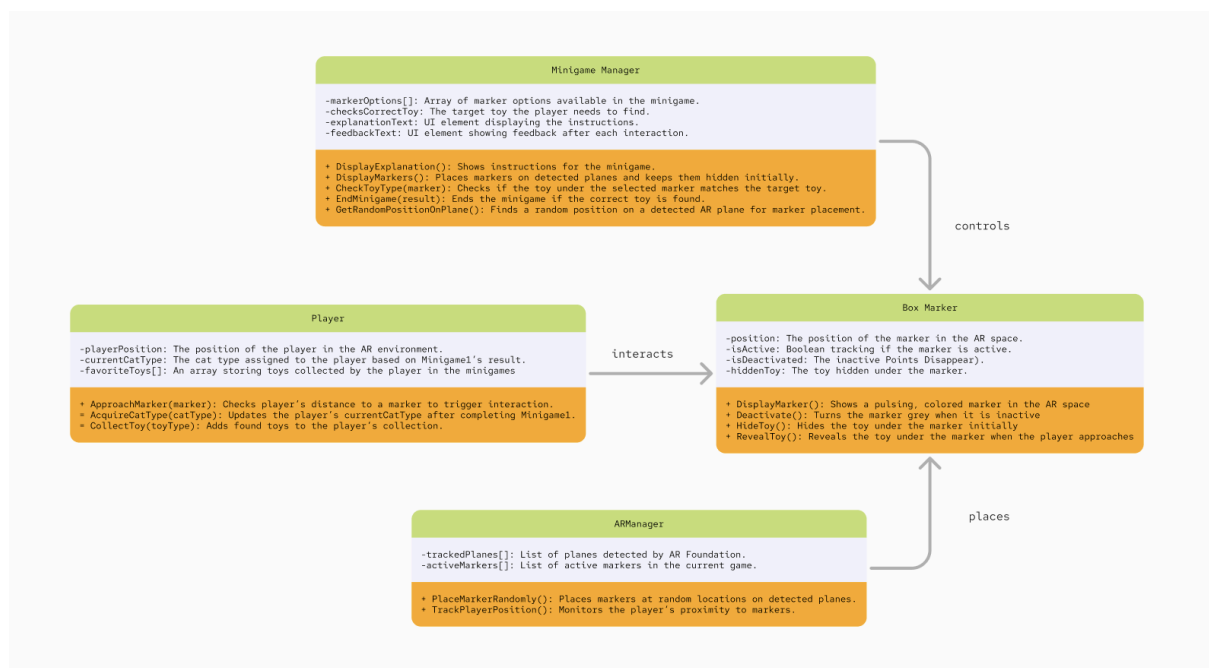 Minigame Manager
-markerOptions[]: Array of marker options available in the minigame.
-checksCorrectToy: The target toy the player needs to find.
-explanationText: UI element displaying the instructions.
-feedbackText: UI element showing feedback after each interaction.
+ DisplayExplanation(): Shows instructions for the minigame.
+ DisplayMarkers(): Places markers on detected planes and keeps them hidden initially.
+ CheckToyType(marker): Checks if the toy under the selected marker matches the target toy.
+ EndMinigame(result): Ends the minigame if the correct toy is found.
+ GetRandomPositionOnPlane(): Finds a random position on a detected AR plane for marker placement.
controls
Player
-playerPosition: The position of the player in the AR environment.
-currentCatType: The cat type assigned to the player based on Minigame1's result.
-favoriteToys[]: An array storing toys collected by the player in the minigames
+ ApproachMarker(marker): Checks player's distance to a marker to trigger interaction.
= AcquireCatType(catType): Updates the player's currentCatType after completing Minigame1.
= CollectToy(toyType): Adds found toys to the player's collection.
interacts
Box Marker
-position: The position of the marker in the AR space.
-isActive: Boolean tracking if the marker is active.
-isDeactivated: The inactive Points Disappear).
-hiddenToy: The toy hidden under the marker.
+ DisplayMarker(): Shows a pulsing, colored marker in the AR space
+ Deactivate(): Turns the marker grey when it is inactive
+ HideToy(): Hides the toy under the marker initially
+ RevealToy(): Reveals the toy under the marker when the player approaches
places
ARManager
-trackedPlanes[]: List of planes detected by AR Foundation.
-activeMarkers[]: List of active markers in the current game.
+ PlaceMarkerRandomly(): Places markers at random locations on detected planes.
+ TrackPlayerPosition(): Monitors the player's proximity to markers.